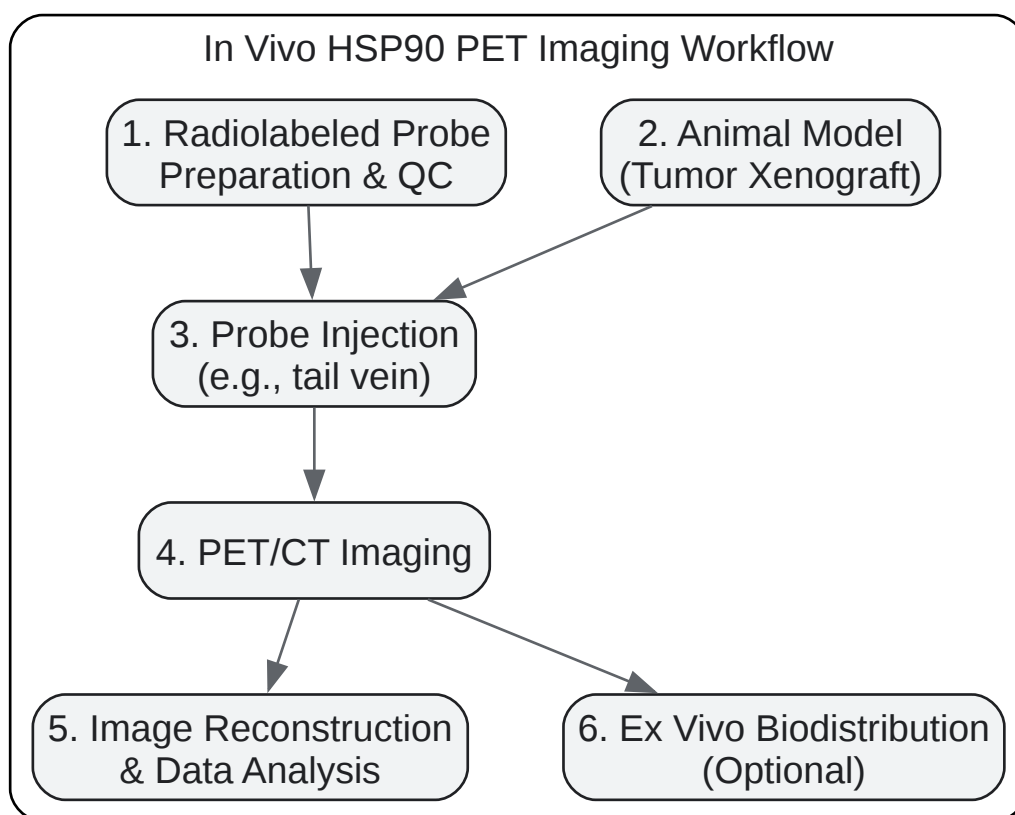 In Vivo HSP90 PET Imaging Workflow
1. Radiolabeled Probe
Preparation & QC
2. Animal Model
(Tumor Xenograft)
3. Probe Injection
(e.g., tail vein)
4. PET/CT Imaging
5. Image Reconstruction
& Data Analysis
6. Ex Vivo Biodistribution
(Optional)